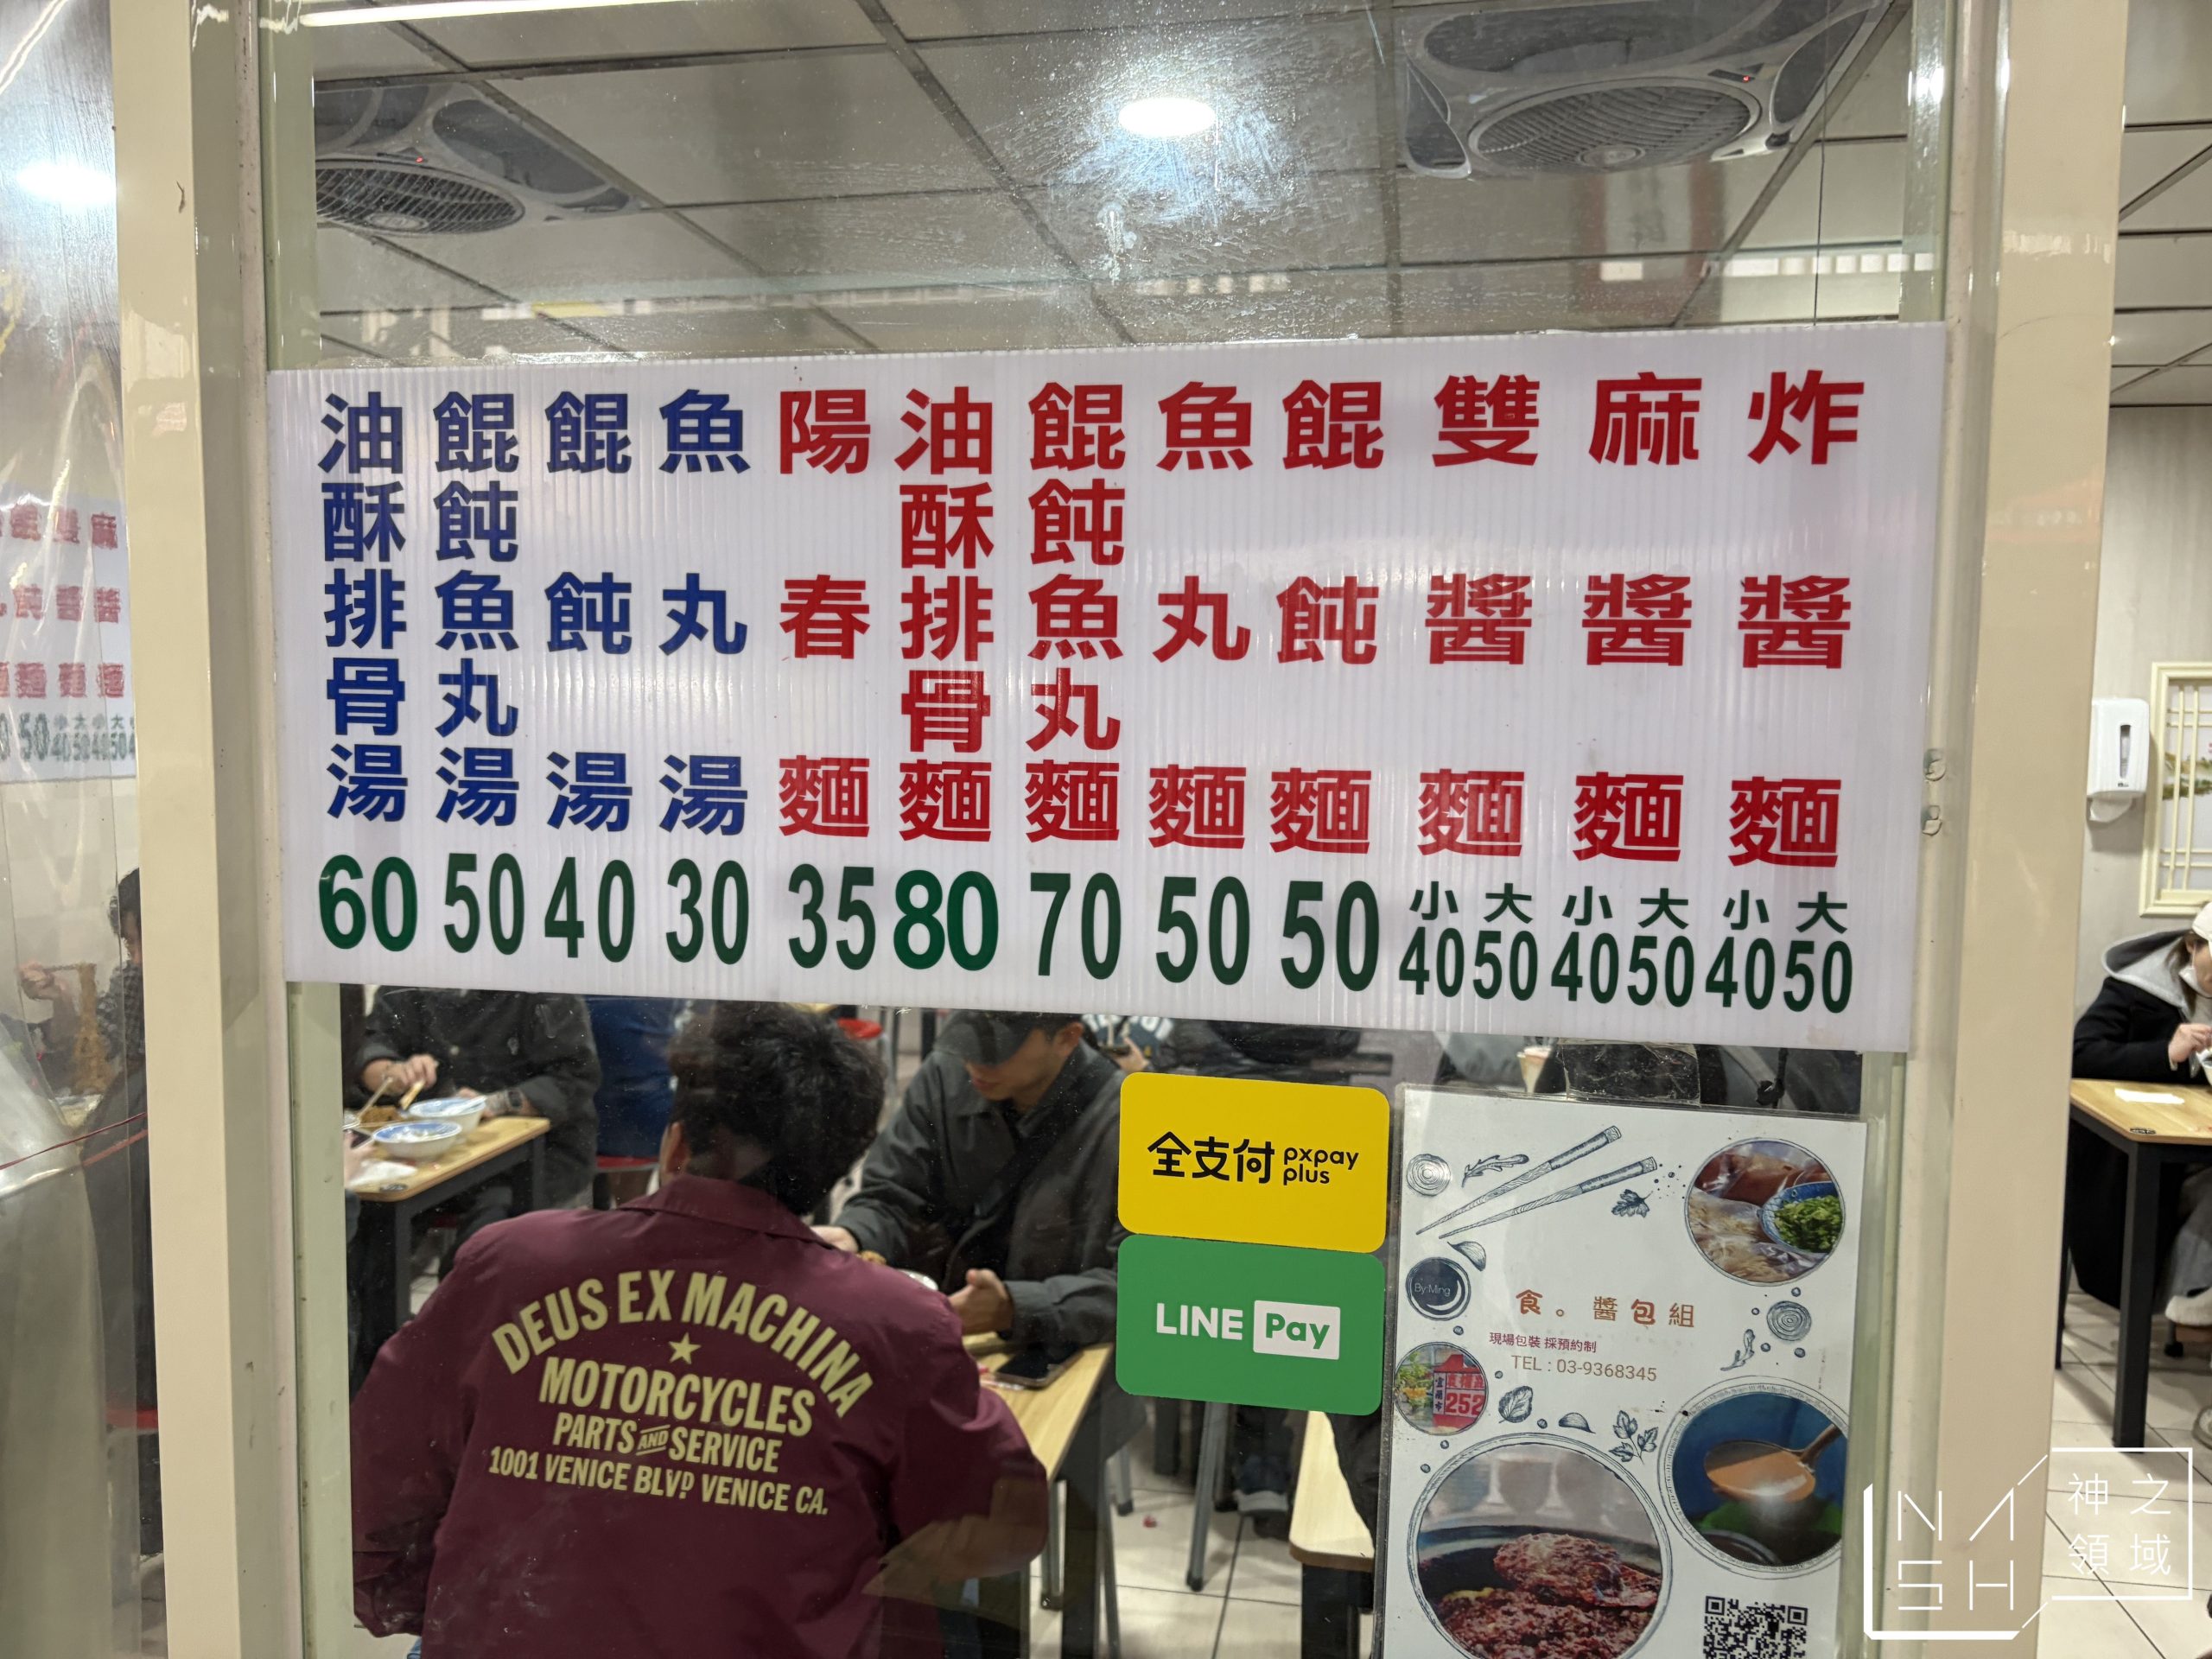 炸醬麵 小40 大50
麻醬麵 小40 大50
雙醬麵 小40 大50
餛飩麵 50
魚丸麵 50
餛飩魚丸麵 70
油酥排骨麵 80
陽春麵 35
魚丸湯 30
餛飩湯 40
餛飩魚丸湯 50
油酥排骨湯 60
全支付 pxpay plus
LINE Pay
By Ming
食。醬包組
現場包裝 採預約制
TEL : 03-9368345
252
DEUS EX MACHINA
MOTORCYCLES
PARTS AND SERVICE
1001 VENICE BLVD. VENICE CA.
NASH
神之
領域